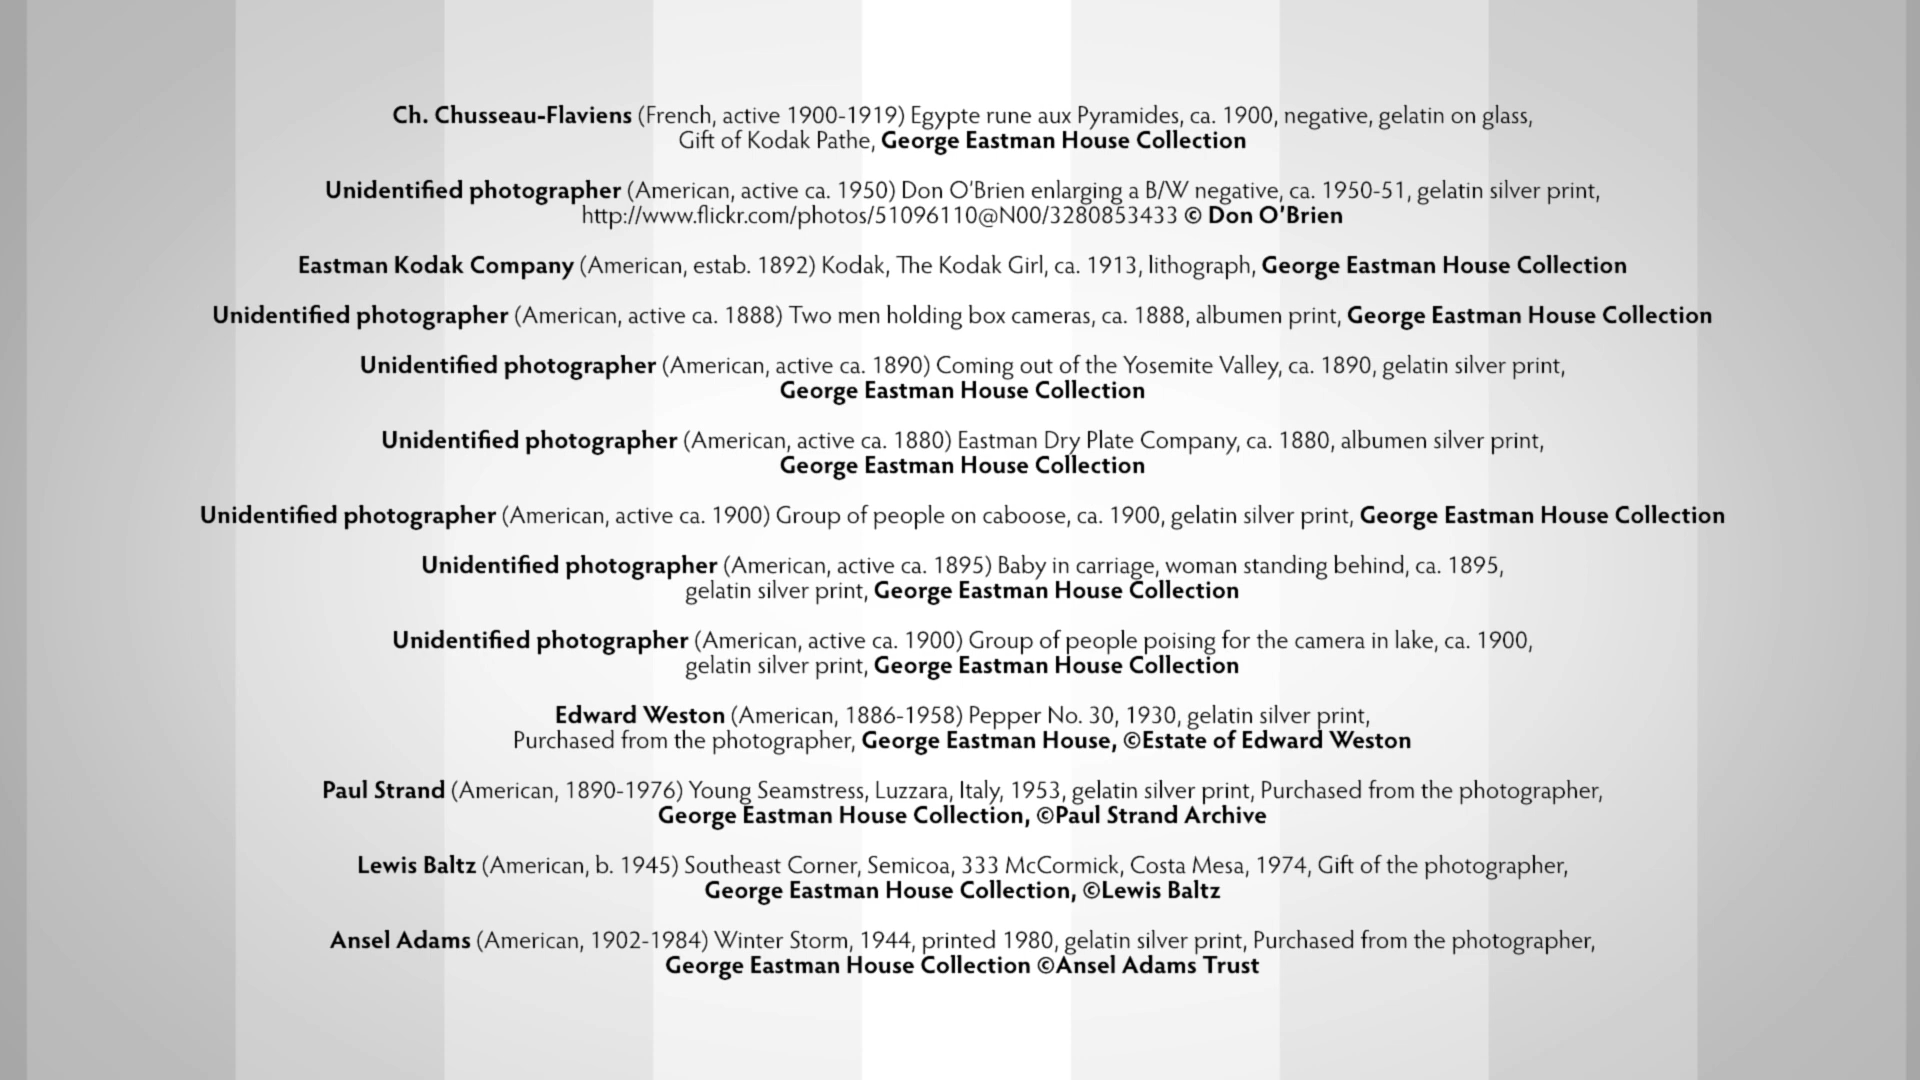 Ch. Chusseau-Flaviens (French, active 1900-1919) Egypte rune aux Pyramides, ca. 1900, negative, gelatin on glass,
Gift of Kodak Pathe, George Eastman House Collection
Unidentified photographer (American, active ca. 1950) Don O'Brien enlarging a B/W negative, ca. 1950-51, gelatin silver print,
http://www.flickr.com/photos/51096110@N00/3280853433 © Don O'Brien
Eastman Kodak Company (American, estab. 1892) Kodak, The Kodak Girl, ca. 1913, lithograph, George Eastman House Collection
Unidentified photographer (American, active ca. 1888) Two men holding box cameras, ca. 1888, albumen print, George Eastman House Collection
Unidentified photographer (American, active ca. 1890) Coming out of the Yosemite Valley, ca. 1890, gelatin silver print,
George Eastman House Collection
Unidentified photographer (American, active ca. 1880) Eastman Dry Plate Company, ca. 1880, albumen silver print,
George Eastman House Collection
Unidentified photographer (American, active ca. 1900) Group of people on caboose, ca. 1900, gelatin silver print, George Eastman House Collection
Unidentified photographer (American, active ca. 1895) Baby in carriage, woman standing behind, ca. 1895,
gelatin silver print, George Eastman House Collection
Unidentified photographer (American, active ca. 1900) Group of people poising for the camera in lake, ca. 1900,
gelatin silver print, George Eastman House Collection
Edward Weston (American, 1886-1958) Pepper No. 30, 1930, gelatin silver print,
Purchased from the photographer, George Eastman House, ©Estate of Edward Weston
Paul Strand (American, 1890-1976) Young Seamstress, Luzzara, Italy, 1953, gelatin silver print, Purchased from the photographer,
George Eastman House Collection, ©Paul Strand Archive
Lewis Baltz (American, b. 1945) Southeast Corner, Semicoa, 333 McCormick, Costa Mesa, 1974, Gift of the photographer,
George Eastman House Collection, ©Lewis Baltz
Ansel Adams (American, 1902-1984) Winter Storm, 1944, printed 1980, gelatin silver print, Purchased from the photographer,
George Eastman House Collection ©Ansel Adams Trust